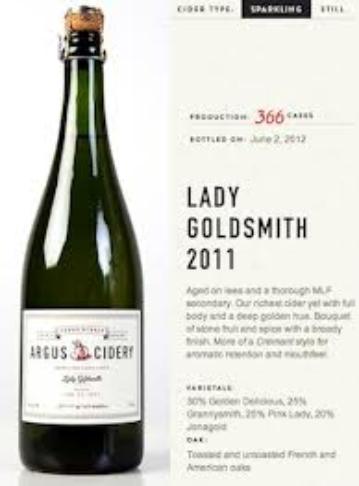 CIDER TYPE: SPARKLING STILL
PRODUCTION: 366 CASES
BOTTLED ON: June 2, 2012
LADY
GOLDSMITH
2011
Aged on lees and a thorough MLF
secondary. Our richest cider yet with full
body and a deep golden hue. Bouquet
of stone fruit and spice with a bready
finish. More of a Cremant style for
aromatic retention and mouthfeel.
VARIETALS:
30% Golden Delicious, 25%
Grannysmith, 25% Pink Lady, 20%
Jonagold
OAK:
Toasted and untoasted French and
American oaks
ARGUS CIDERY
Lady Goldsmith